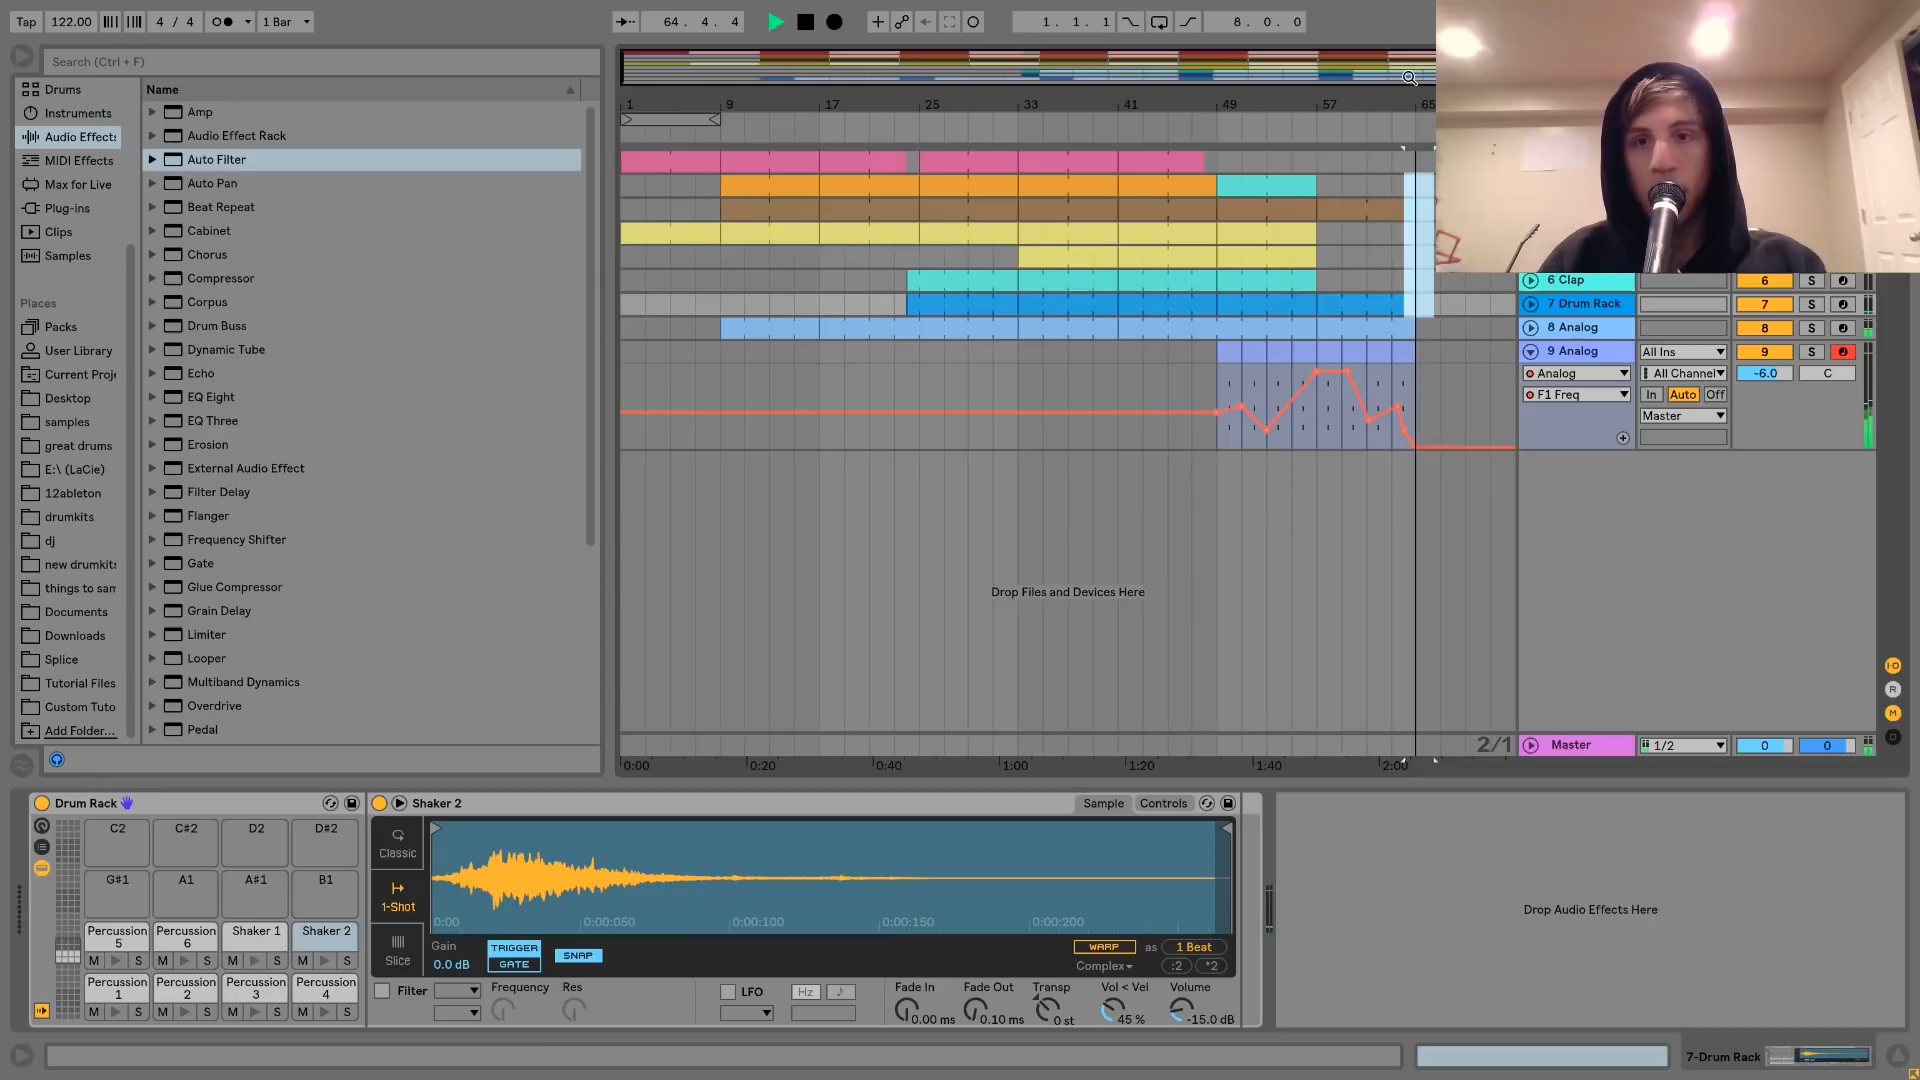 Tap 122.00 4 / 4 1 Bar 64 . 4 . 4 1 . 1 . 1 8 . 0 . 0
Search (Ctrl + F)
Drums
Instruments
Audio Effects
MIDI Effects
Max for Live
Plug-ins
Clips
Samples
Places
Packs
User Library
Current Proj
Desktop
samples
great drums
E:\ (LaCie)
12ableton
drumkits
dj
new drumkits
things to sam
Documents
Downloads
Splice
Tutorial Files
Custom Tuto
Add Folder...
Name
Amp
Audio Effect Rack
Auto Filter
Auto Pan
Beat Repeat
Cabinet
Chorus
Compressor
Corpus
Drum Buss
Dynamic Tube
Echo
EQ Eight
EQ Three
Erosion
External Audio Effect
Filter Delay
Flanger
Frequency Shifter
Gate
Glue Compressor
Grain Delay
Limiter
Looper
Multiband Dynamics
Overdrive
Pedal
1 9 17 25 33 41 49 57 65
6 Clap 6 S
7 Drum Rack 7 S
8 Analog 8 S
9 Analog All Ins 9 S
Analog All Channel -6.0 C
F1 Freq In Auto Off
Master
Drop Files and Devices Here
2/1 Master 1/2 0 0
0:00 0:20 0:40 1:00 1:20 1:40 2:00
I·O
R
M
D
Drum Rack
C2 C#2 D2 D#2
G#1 A1 A#1 B1
Percussion 5 Percussion 6 Shaker 1 Shaker 2
M S M S M S M S
Percussion 1 Percussion 2 Percussion 3 Percussion 4
M S M S M S M S
Shaker 2 Sample Controls
Classic
1-Shot
Slice
0:00 0:00:050 0:00:100 0:00:150 0:00:200
Gain TRIGGER SNAP WARP as 1 Beat
0.0 dB GATE Complex :2 *2
Filter Frequency Res LFO Hz Fade In Fade Out Transp Vol < Vel Volume
0.00 ms 0.10 ms 0 st 45 % -15.0 dB
Drop Audio Effects Here
7-Drum Rack